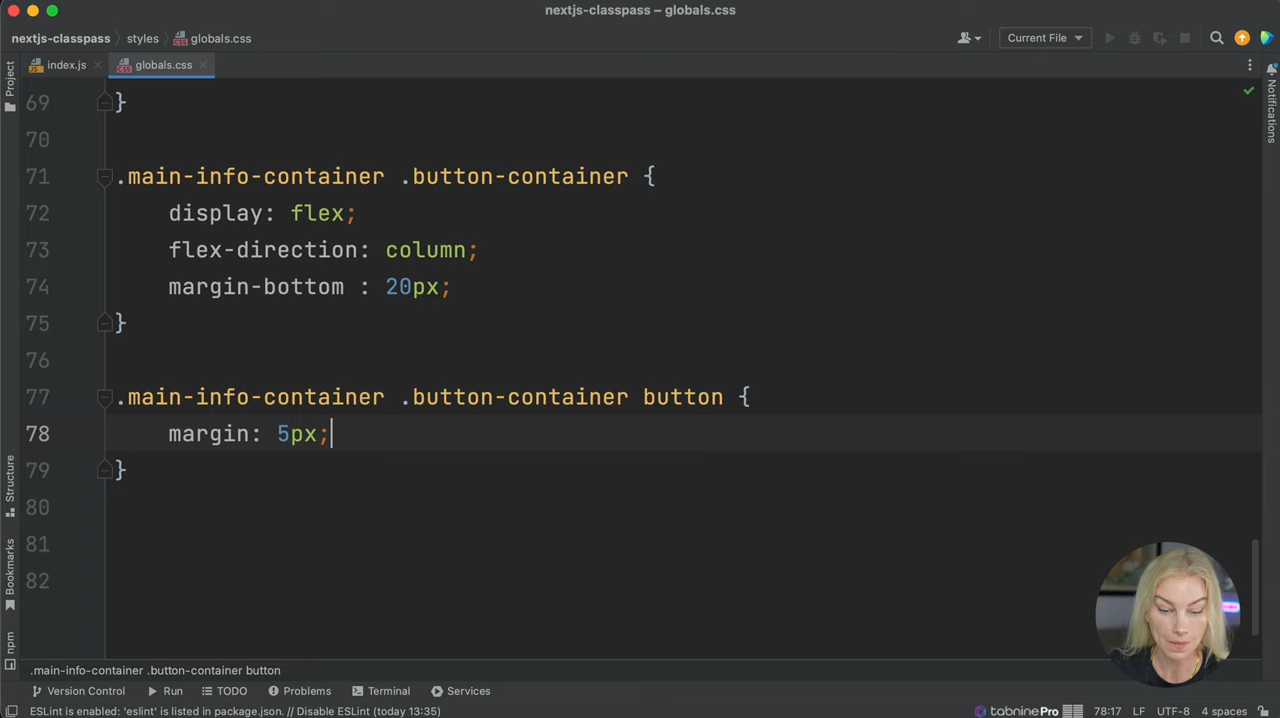 nextjs-classpass – globals.css
nextjs-classpass
styles
globals.css
Current File
Project
index.js
globals.css
Notifications
69 }
70
71 .main-info-container .button-container {
72 display: flex;
73 flex-direction: column;
74 margin-bottom : 20px;
75 }
76
77 .main-info-container .button-container button {
78 margin: 5px;
79 }
80
81
82
Structure
Bookmarks
npm
.main-info-container .button-container button
Version Control
Run
TODO
Problems
Terminal
Services
ESLint is enabled: 'eslint' is listed in package.json. // Disable ESLint (today 13:35)
tabnine Pro
78:17
LF
UTF-8
4 spaces